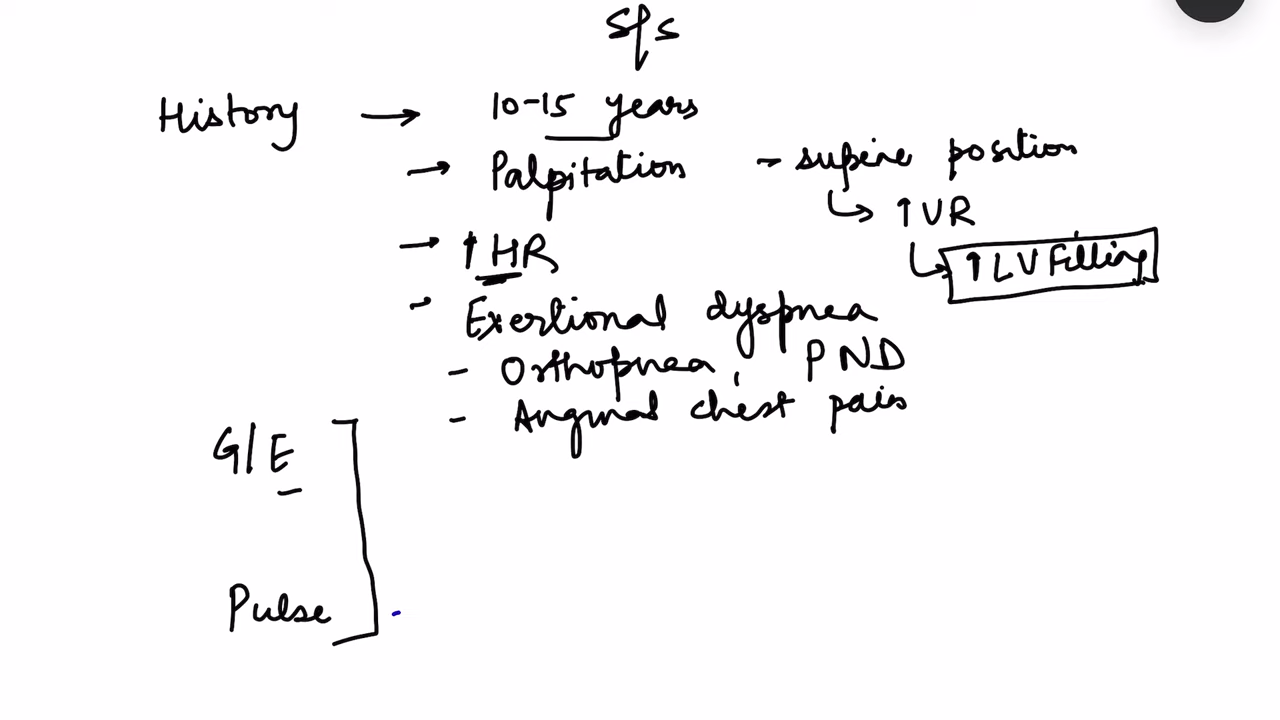 S/s
History → 10-15 years
→ Palpitation - supine position
↳ ↑ VR
→ ↑ HR
↳ ↑ LV Filling
- Exertional dyspnea
- Orthopnea, PND
- Anginal chest pain
G/E
Pulse -